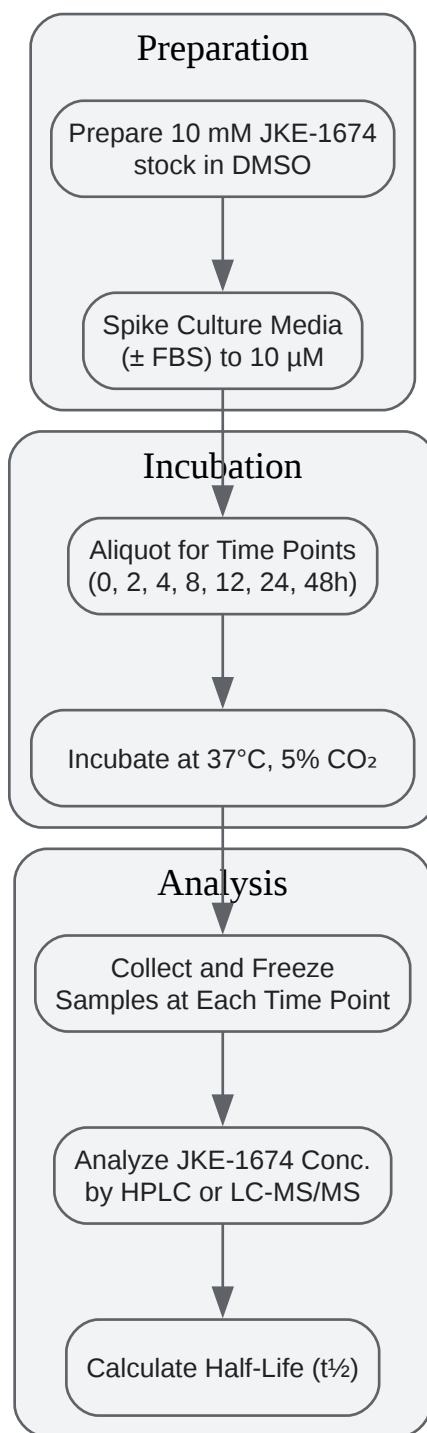 Preparation
Prepare 10 mM JKE-1674
stock in DMSO
Spike Culture Media
(± FBS) to 10 µM
Incubation
Aliquot for Time Points
(0, 2, 4, 8, 12, 24, 48h)
Incubate at 37°C, 5% CO₂
Analysis
Collect and Freeze
Samples at Each Time Point
Analyze JKE-1674 Conc.
by HPLC or LC-MS/MS
Calculate Half-Life (t½)